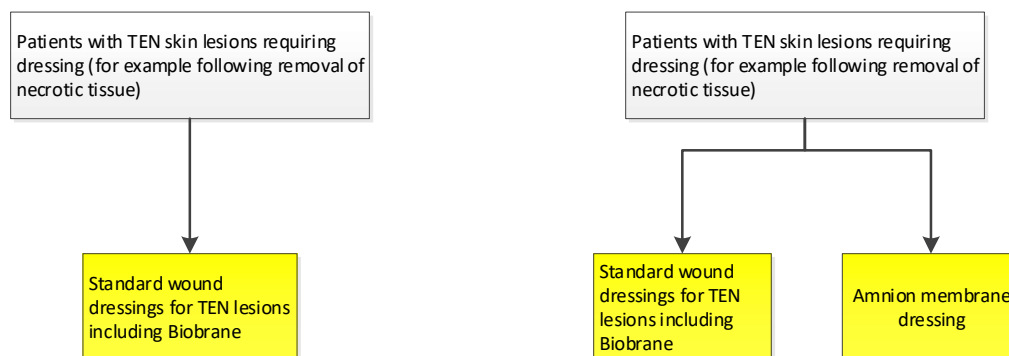 Patients with TEN skin lesions requiring
dressing (for example following removal of
necrotic tissue)
Patients with TEN skin lesions requiring
dressing (for example following removal of
necrotic tissue)
Standard wound
dressings for TEN lesions
including Biobrane
Standard wound
dressings for TEN
lesions including
Biobrane
Amnion membrane
dressing